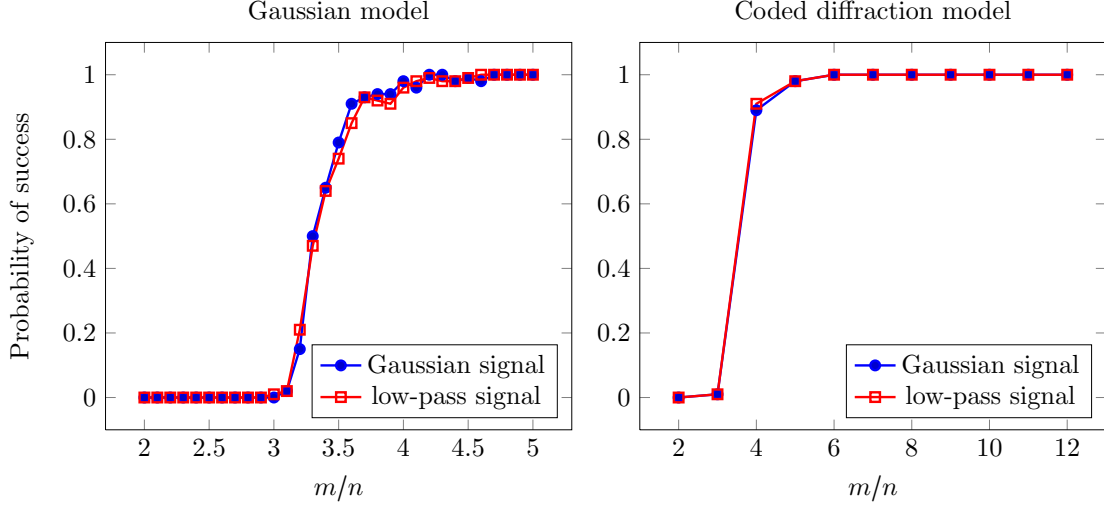 Gaussian model
Probability of success
1
0.8
0.6
0.4
0.2
0
2 2.5 3 3.5 4 4.5 5
m/n
Gaussian signal
low-pass signal
Coded diffraction model
1
0.8
0.6
0.4
0.2
0
2 4 6 8 10 12
m/n
Gaussian signal
low-pass signal